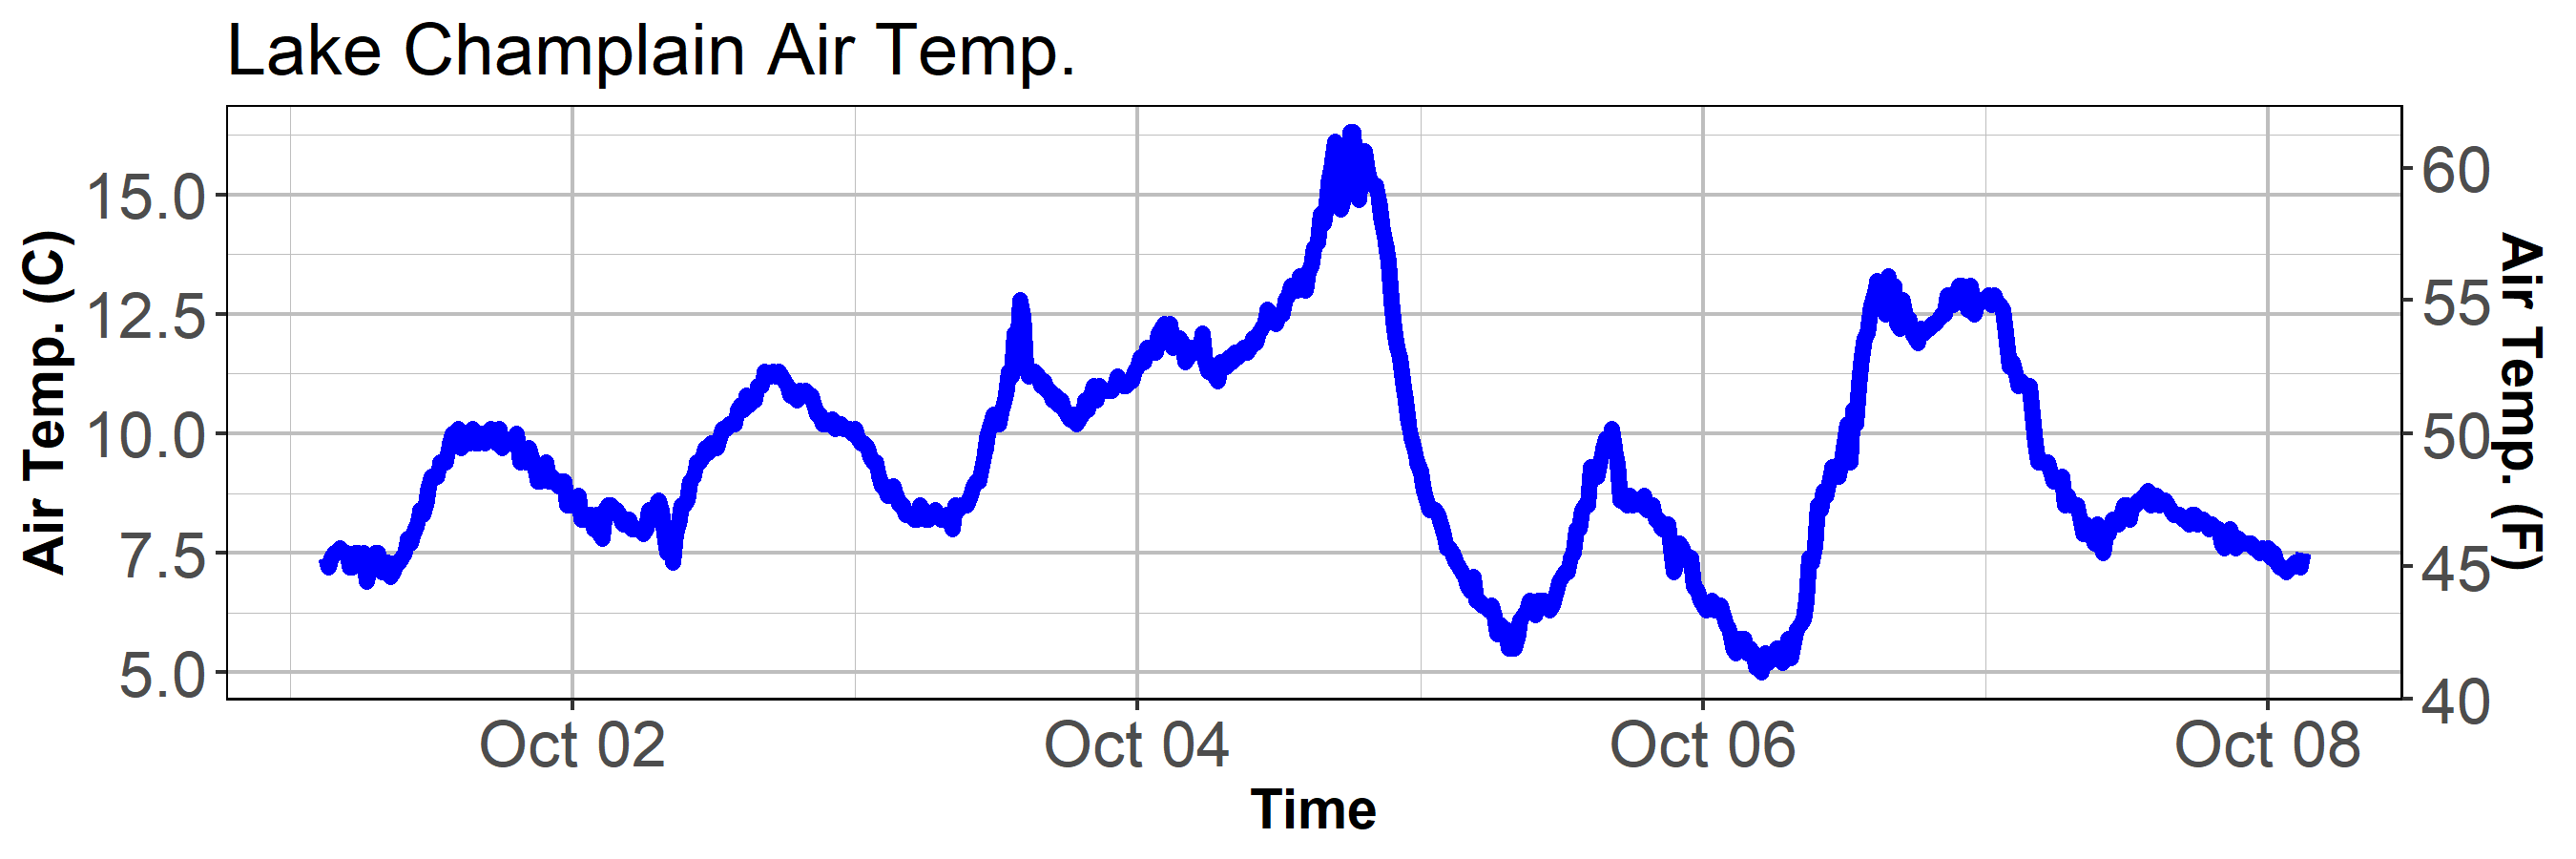 Lake Champlain Air Temp.
Air Temp. (C)
15.0
12.5
10.0
7.5
5.0
60
55
50
45
40
Air Temp. (F)
Oct 02 Oct 04 Oct 06 Oct 08
Time